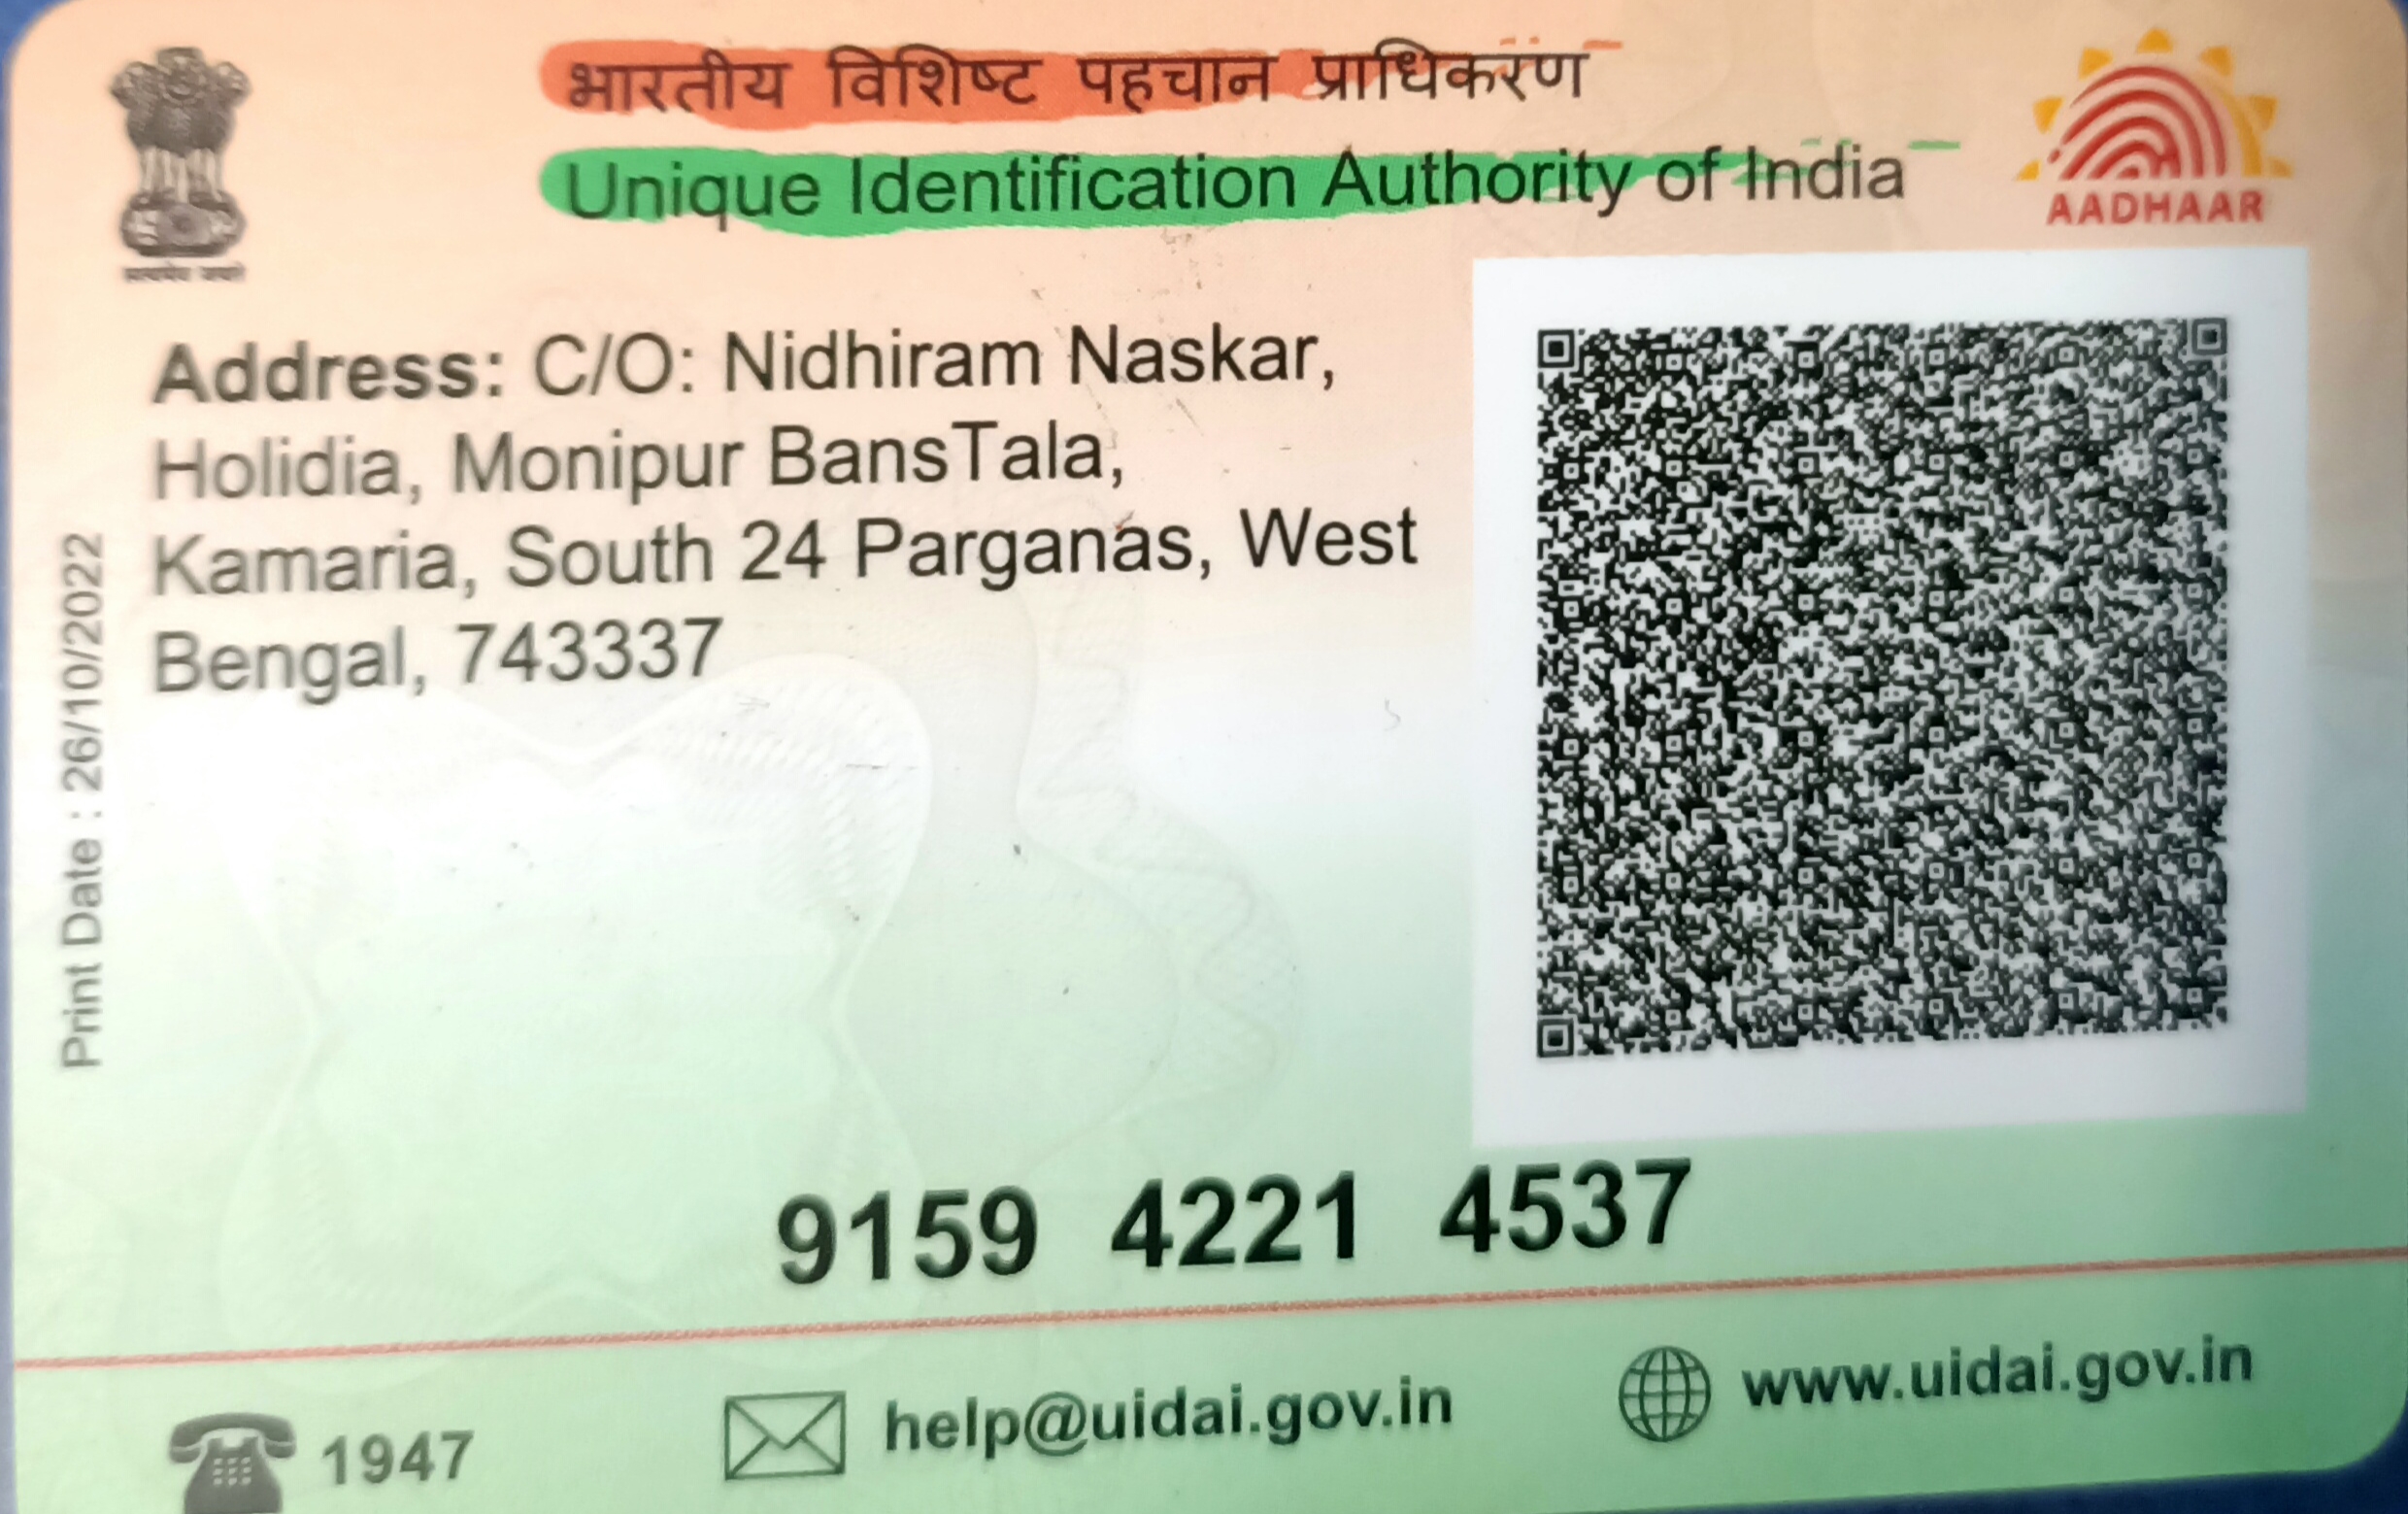 भारतीय विशिष्ट पहचान प्राधिकरण
Unique Identification Authority of India
AADHAAR
सत्यमेव जयते
Address: C/O: Nidhiram Naskar,
Holidia, Monipur BansTala,
Kamaria, South 24 Parganas, West
Bengal, 743337
Print Date : 26/10/2022
9159 4221 4537
1947
help@uidai.gov.in
www.uidai.gov.in